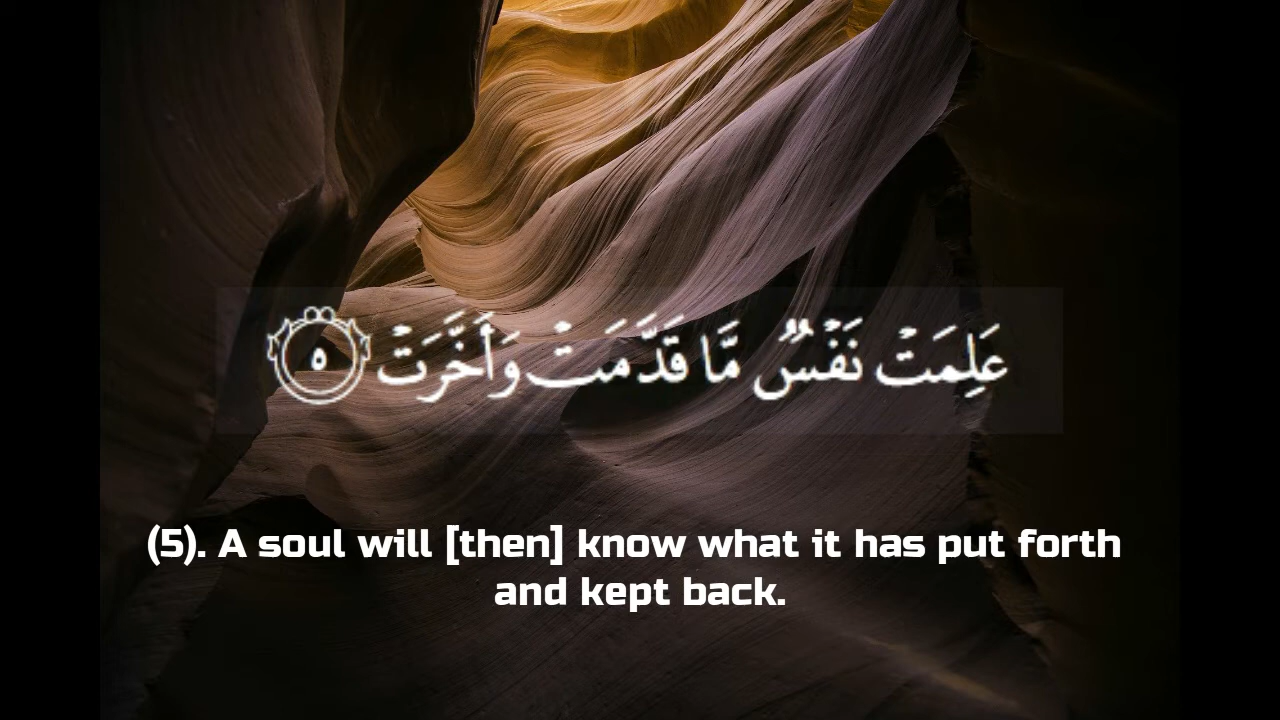 عَلِمَتْ نَفْسٌ مَّا قَدَّمَتْ وَأَخَّرَتْ ٥
(5). A soul will [then] know what it has put forth
and kept back.